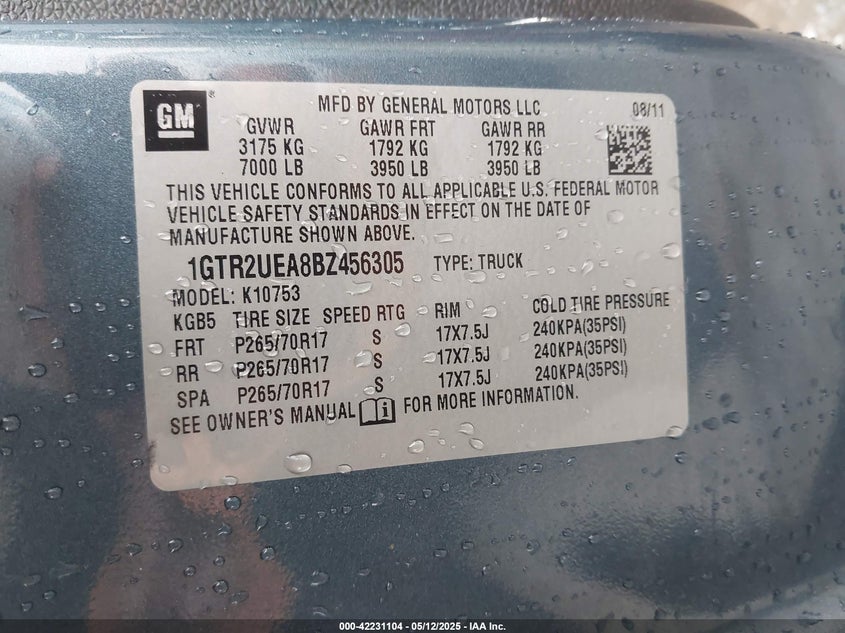 GM®
MFD BY GENERAL MOTORS LLC 08/11
GVWR GAWR FRT GAWR RR
3175 KG 1792 KG 1792 KG
7000 LB 3950 LB 3950 LB
THIS VEHICLE CONFORMS TO ALL APPLICABLE U.S. FEDERAL MOTOR
VEHICLE SAFETY STANDARDS IN EFFECT ON THE DATE OF
MANUFACTURE SHOWN ABOVE.
1GTR2UEA8BZ456305 TYPE: TRUCK
MODEL: K10753
KGB5 TIRE SIZE SPEED RTG RIM COLD TIRE PRESSURE
FRT P265/70R17 S 17X7.5J 240KPA(35PSI)
RR P265/70R17 S 17X7.5J 240KPA(35PSI)
SPA P265/70R17 S 17X7.5J 240KPA(35PSI)
SEE OWNER'S MANUAL FOR MORE INFORMATION.
000-42231104 - 05/12/2025 - IAA Inc.